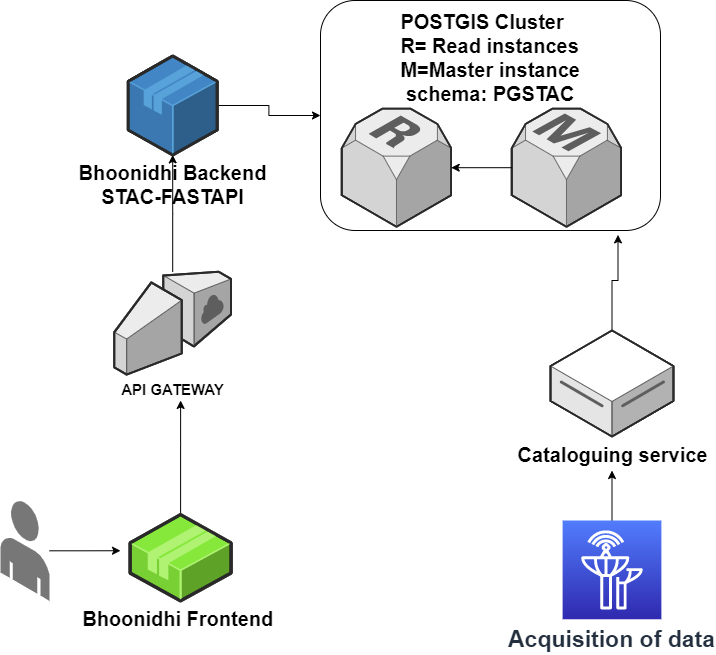 POSTGIS Cluster
R= Read instances
M=Master instance
schema: PGSTAC
R
M
Bhoonidhi Backend
STAC-FASTAPI
API GATEWAY
Cataloguing service
Bhoonidhi Frontend
Acquisition of data